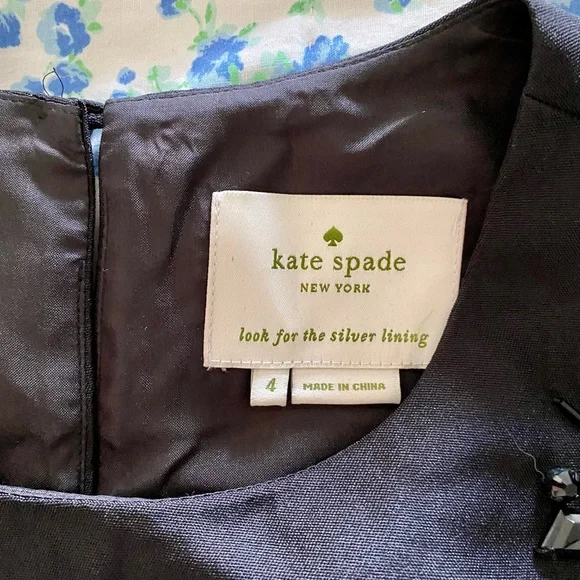 kate spade
NEW YORK
look for the silver lining
4
MADE IN CHINA